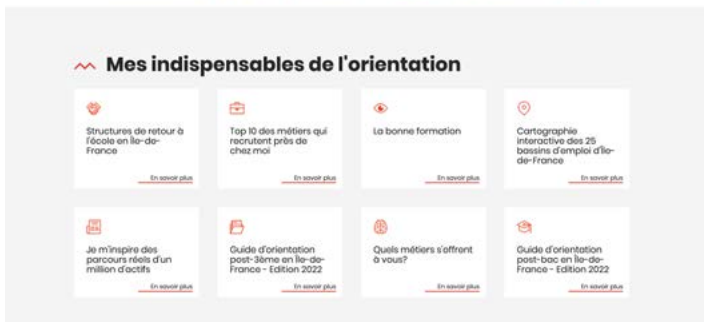 Mes indispensables de l'orientation
Structures de retour à
l'école en Île-de-
France
En savoir plus
Top 10 des métiers qui
recrutent près de
chez moi
En savoir plus
La bonne formation
En savoir plus
Cartographie
interactive des 25
bassins d'emploi d'Île-
de-France
En savoir plus
Je m'inspire des
parcours réels d'un
million d'actifs
En savoir plus
Guide d'orientation
post-3ème en Île-de-
France - Edition 2022
En savoir plus
Quels métiers s'offrent
à vous?
En savoir plus
Guide d'orientation
post-bac en Île-de-
France - Edition 2022
En savoir plus